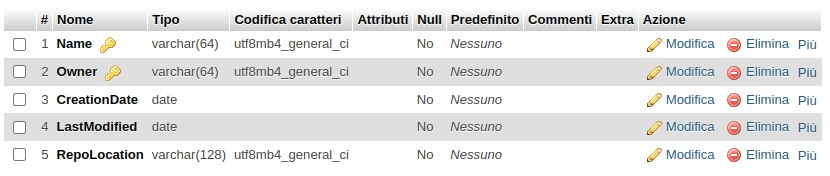 # Nome Tipo Codifica caratteri Attributi Null Predefinito Commenti Extra Azione
1 Name varchar(64) utf8mb4_general_ci No Nessuno Modifica Elimina Più
2 Owner varchar(64) utf8mb4_general_ci No Nessuno Modifica Elimina Più
3 CreationDate date No Nessuno Modifica Elimina Più
4 LastModified date No Nessuno Modifica Elimina Più
5 RepoLocation varchar(128) utf8mb4_general_ci No Nessuno Modifica Elimina Più